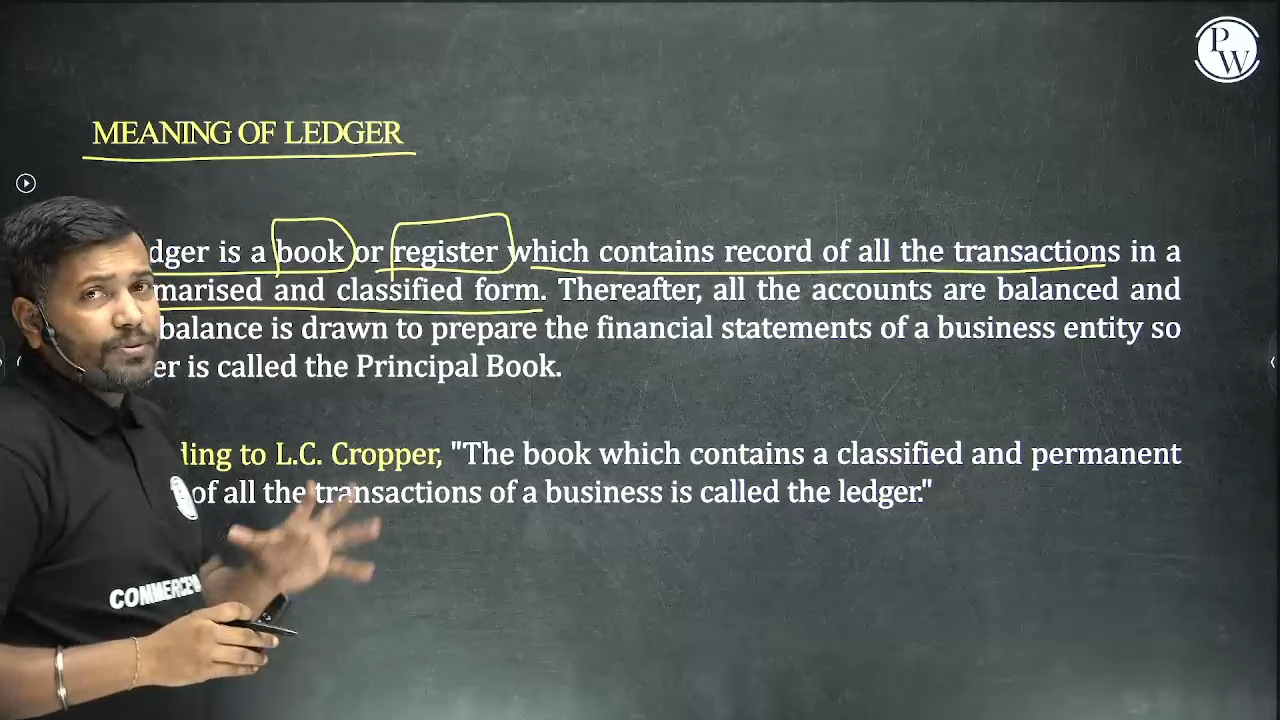 PW
MEANING OF LEDGER
dger is a book or register which contains record of all the transactions in a
marised and classified form. Thereafter, all the accounts are balanced and
balance is drawn to prepare the financial statements of a business entity so
er is called the Principal Book.
ding to L.C. Cropper, "The book which contains a classified and permanent
of all the transactions of a business is called the ledger."
COMMERCE